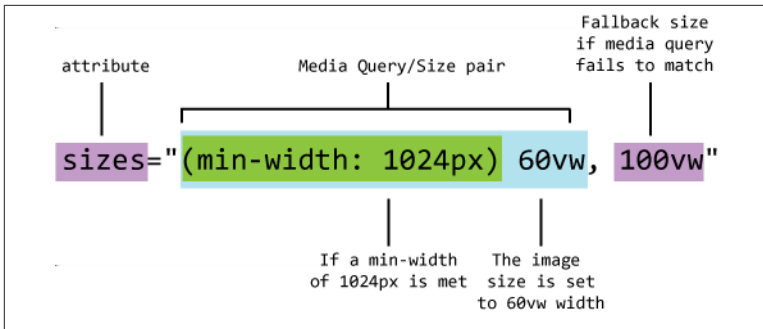 Fallback size
if media query
fails to match
attribute
Media Query/Size pair
sizes="(min-width: 1024px) 60vw, 100vw"
If a min-width
of 1024px is met
The image
size is set
to 60vw width